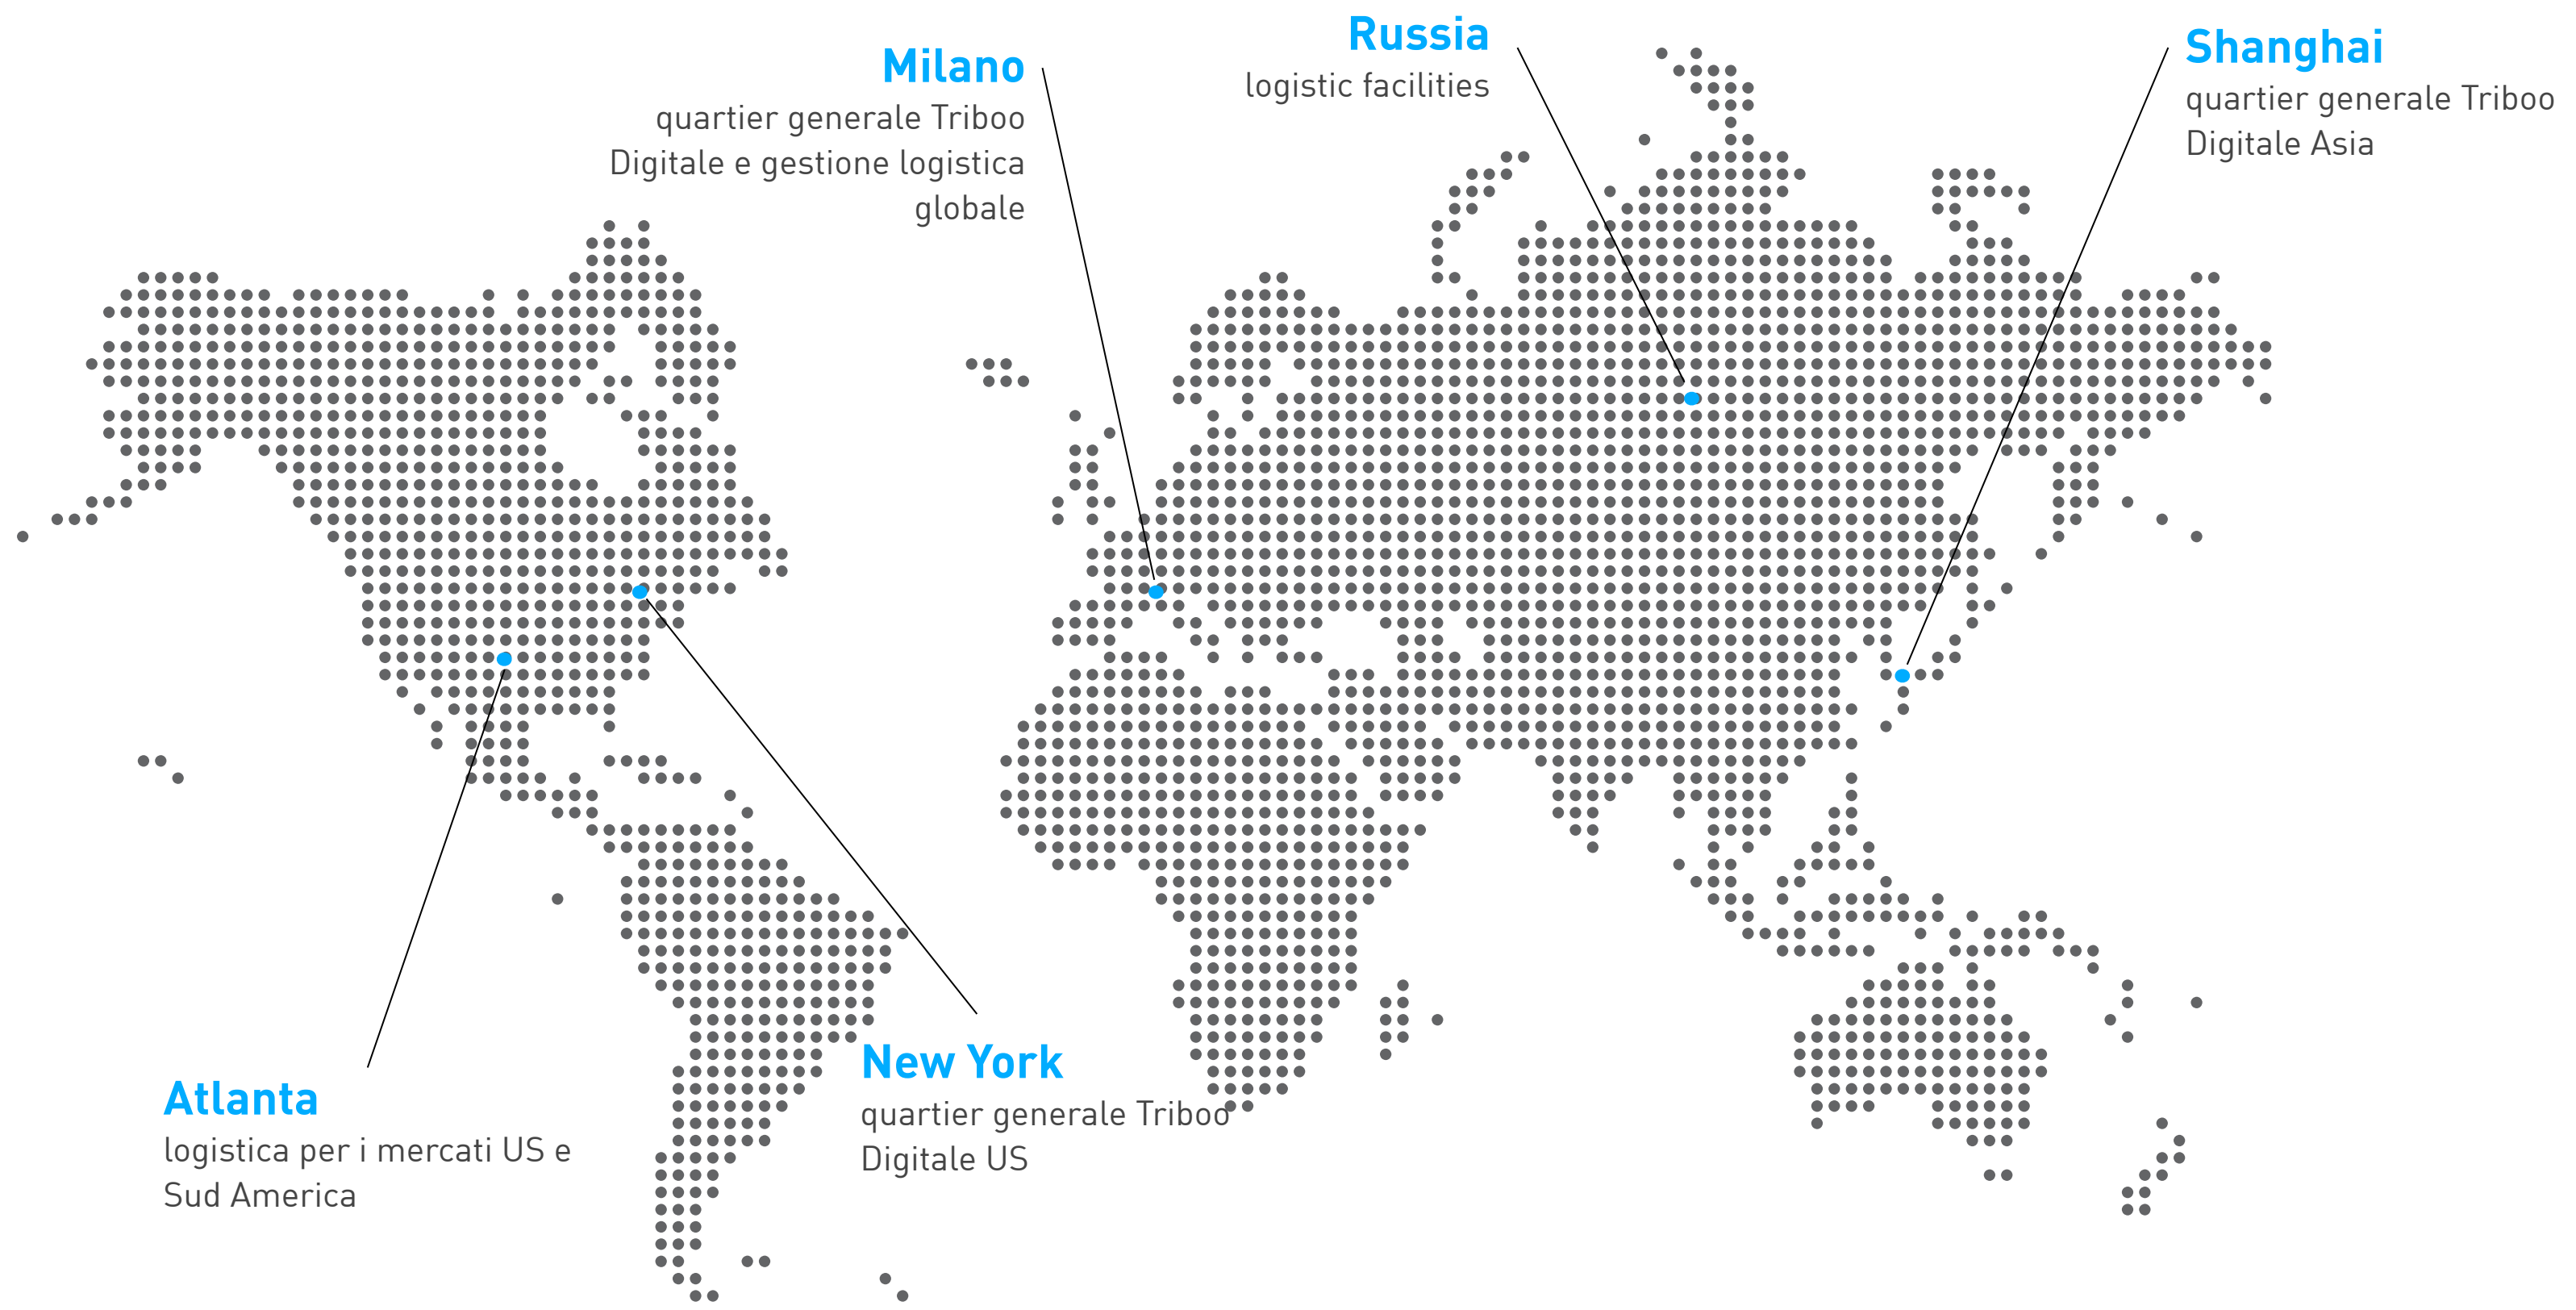 Milano
quartier generale Triboo
Digitale e gestione logistica
globale
Russia
logistic facilities
Shanghai
quartier generale Triboo
Digitale Asia
Atlanta
logistica per i mercati US e
Sud America
New York
quartier generale Triboo
Digitale US